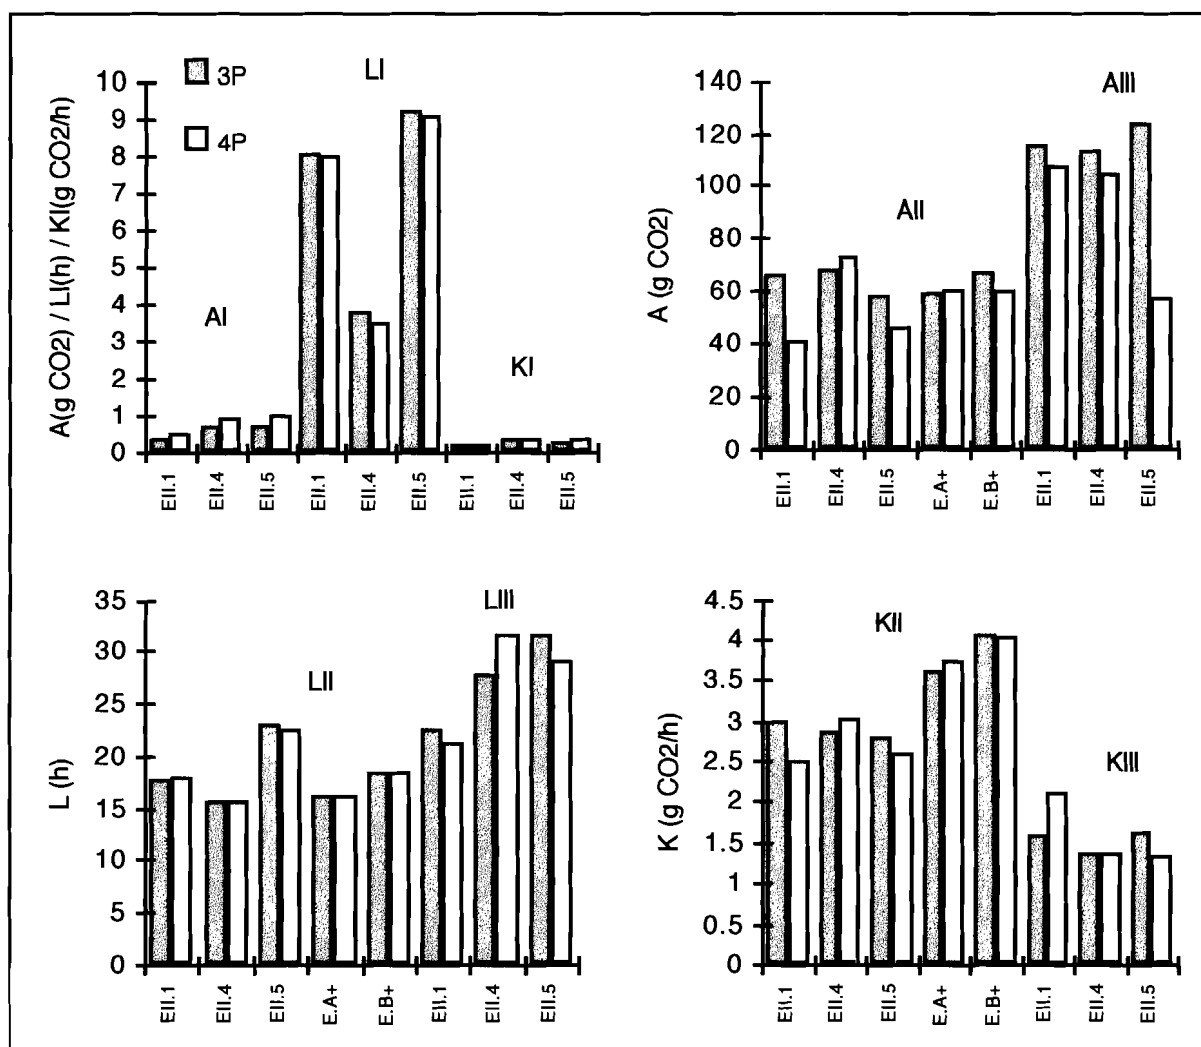 3P
4P
LI
AI
KI
A(g CO2) / LI(h) / KI(g CO2/h)
10
9
8
7
6
5
4
3
2
1
0
EII.1 EII.4 EII.5 EII.1 EII.4 EII.5 EII.1 EII.4 EII.5
AIII
AII
A (g CO2)
140
120
100
80
60
40
20
0
EII.1 EII.4 EII.5 E.A+ E.B+ EII.1 EII.4 EII.5
LIII
LII
L (h)
35
30
25
20
15
10
5
0
EII.1 EII.4 EII.5 E.A+ E.B+ EII.1 EII.4 EII.5
KII
KIII
K (g CO2/h)
4.5
4
3.5
3
2.5
2
1.5
1
0.5
0
EII.1 EII.4 EII.5 E.A+ E.B+ EII.1 EII.4 EII.5